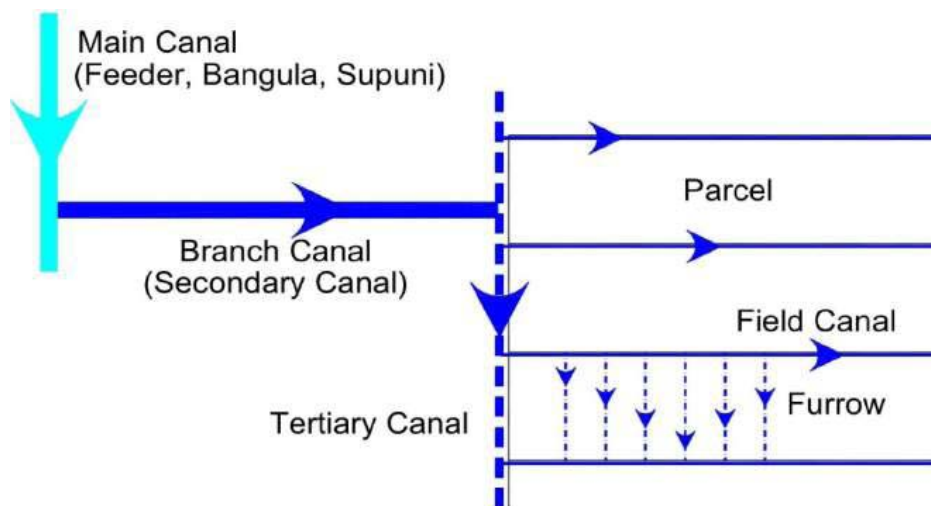 Main Canal
(Feeder, Bangula, Supuni)
Parcel
Branch Canal
(Secondary Canal)
Field Canal
Furrow
Tertiary Canal